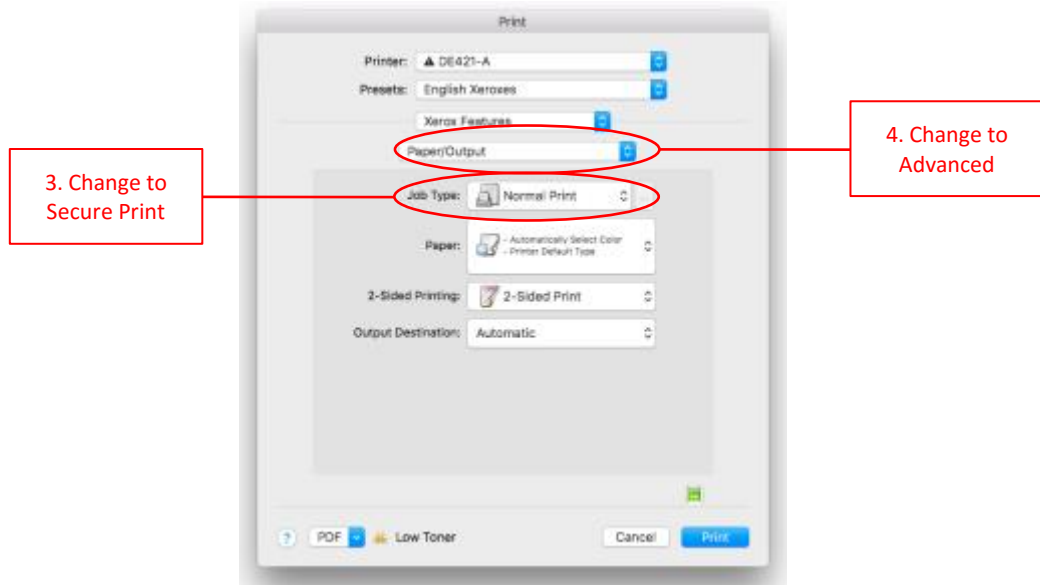 Print
Printer: ▲ DE421-A
Presets: English Xeroxes
Xerox Features
Paper/Output
4. Change to
Advanced
3. Change to
Secure Print
Job Type: Normal Print
Paper: - Automatically Select Color
- Printer Default Type
2-Sided Printing: 2-Sided Print
Output Destination: Automatic
? PDF Low Toner Cancel Print